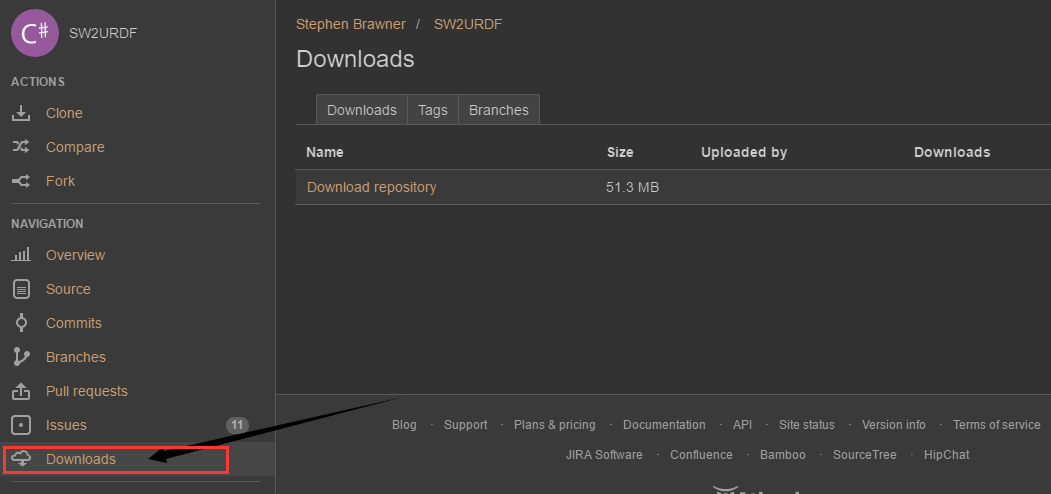 C# SW2URDF
ACTIONS
Clone
Compare
Fork
NAVIGATION
Overview
Source
Commits
Branches
Pull requests
Issues 11
Downloads
Stephen Brawner / SW2URDF
Downloads
Downloads Tags Branches
Name Size Uploaded by Downloads
Download repository 51.3 MB
Blog · Support · Plans & pricing · Documentation · API · Site status · Version info · Terms of service
JIRA Software · Confluence · Bamboo · SourceTree · HipChat